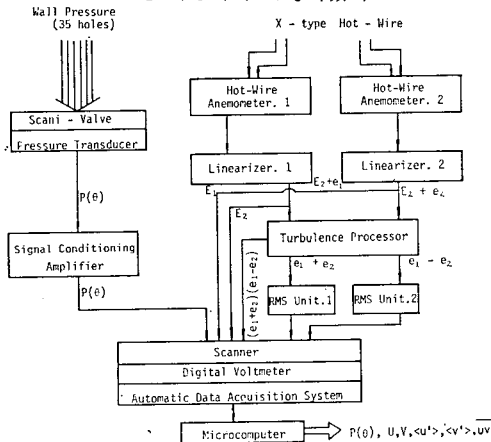 Wall Pressure
(35 holes)
X - type Hot - Wire
Hot-Wire
Anemometer. 1
Hot-Wire
Anemometer. 2
Scani - Valve
Pressure Transducer
Linearizer. 1
Linearizer. 2
E₁
E₂+e₁
E₂ + e₂
P(θ)
E₂
Turbulence Processor
Signal Conditioning
Amplifier
(e₁+e₂)(e₁-e₂)
e₁ + e₂
e₁ - e₂
P(θ)
RMS Unit.1
RMS Unit.2
Scanner
Digital Voltmeter
Automatic Data Acquisition System
Microcomputer
P(θ), U,V,<u'>,<v'>,uv